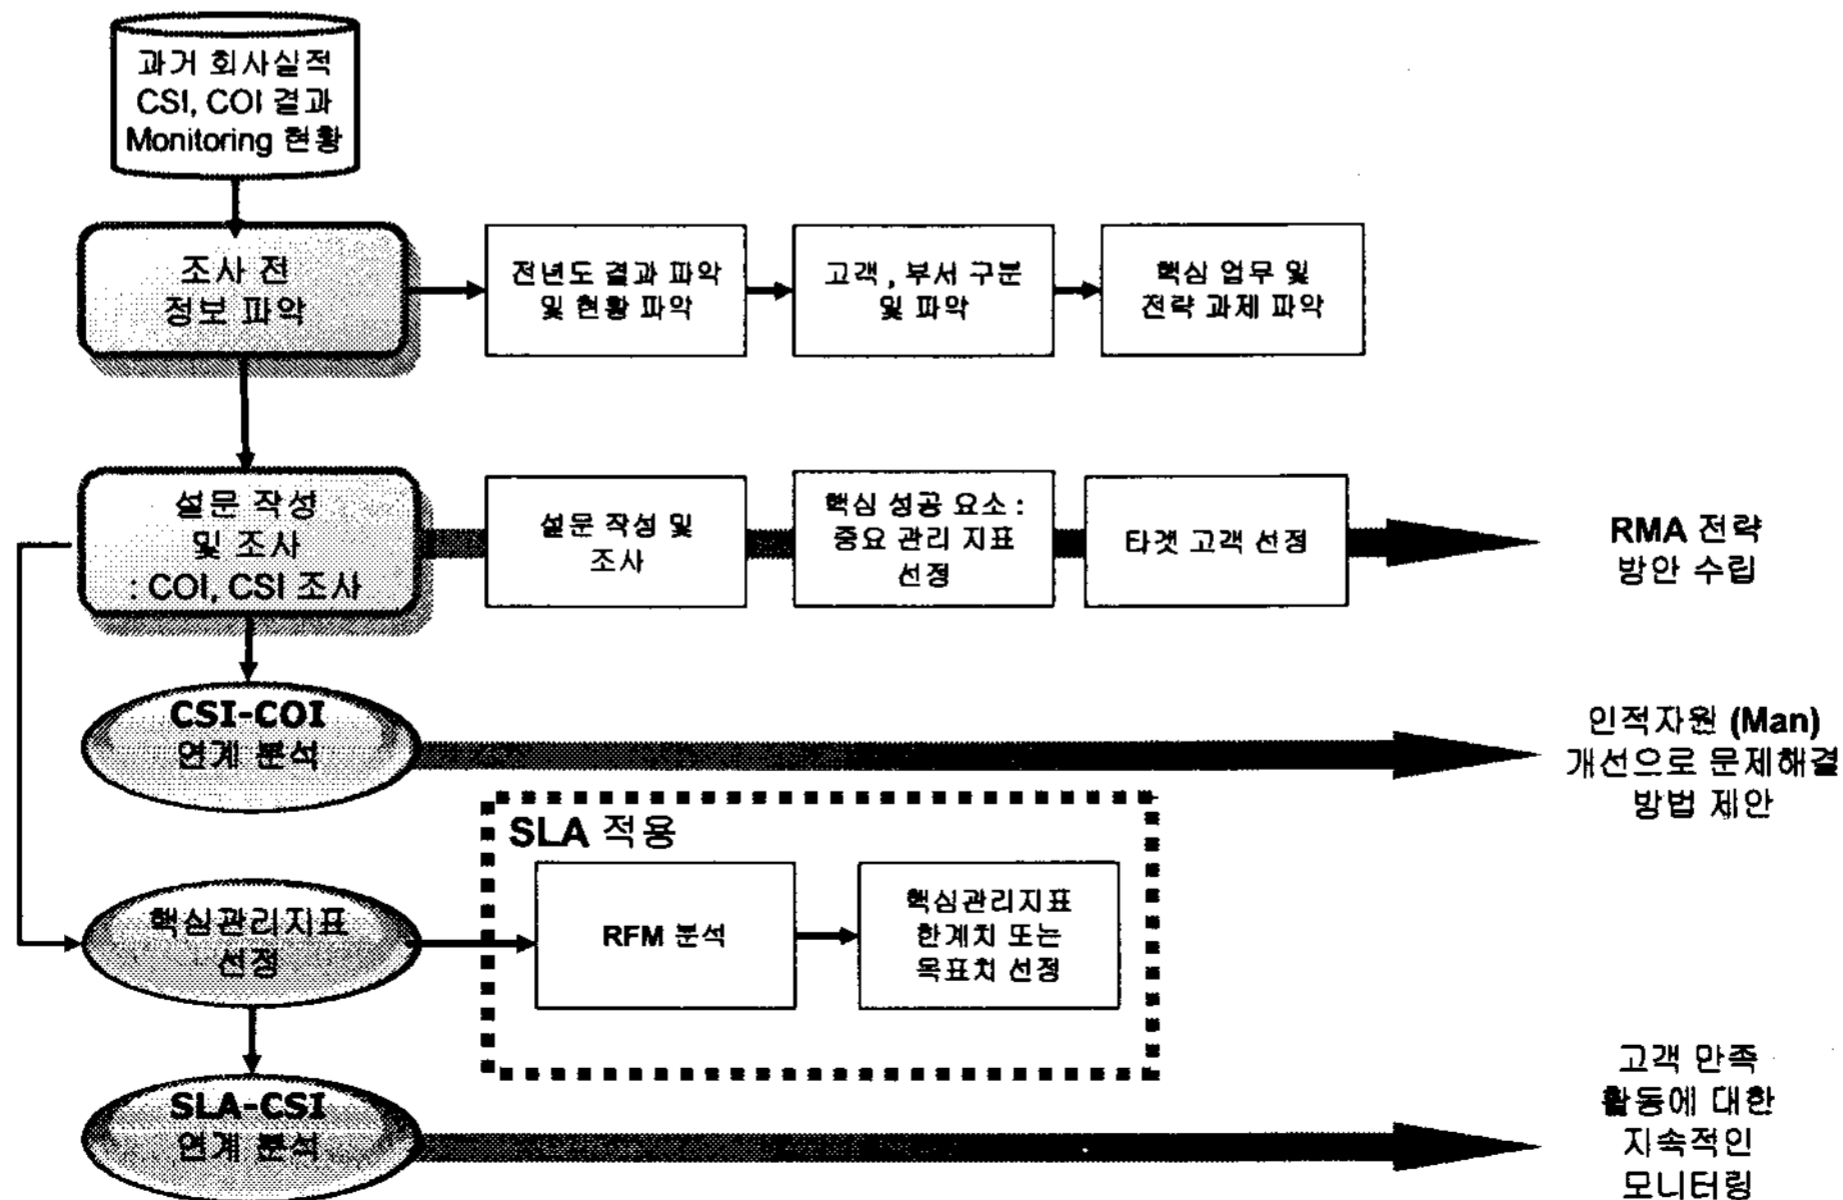 과거 회사실적
CSI, COI 결과
Monitoring 현황
조사 전
정보 파악
전년도 결과 파악
및 현황 파악
고객 , 부서 구분
및 파악
핵심 업무 및
전략 과제 파악
설문 작성
및 조사
: COI, CSI 조사
설문 작성 및
조사
핵심 성공 요소 :
중요 관리 지표
선정
타겟 고객 선정
RMA 전략
방안 수립
CSI-COI
연계 분석
인적자원 (Man)
개선으로 문제해결
방법 제안
SLA 적용
핵심관리지표
선정
RFM 분석
핵심관리지표
한계치 또는
목표치 선정
SLA-CSI
연계 분석
고객 만족
활동에 대한
지속적인
모니터링